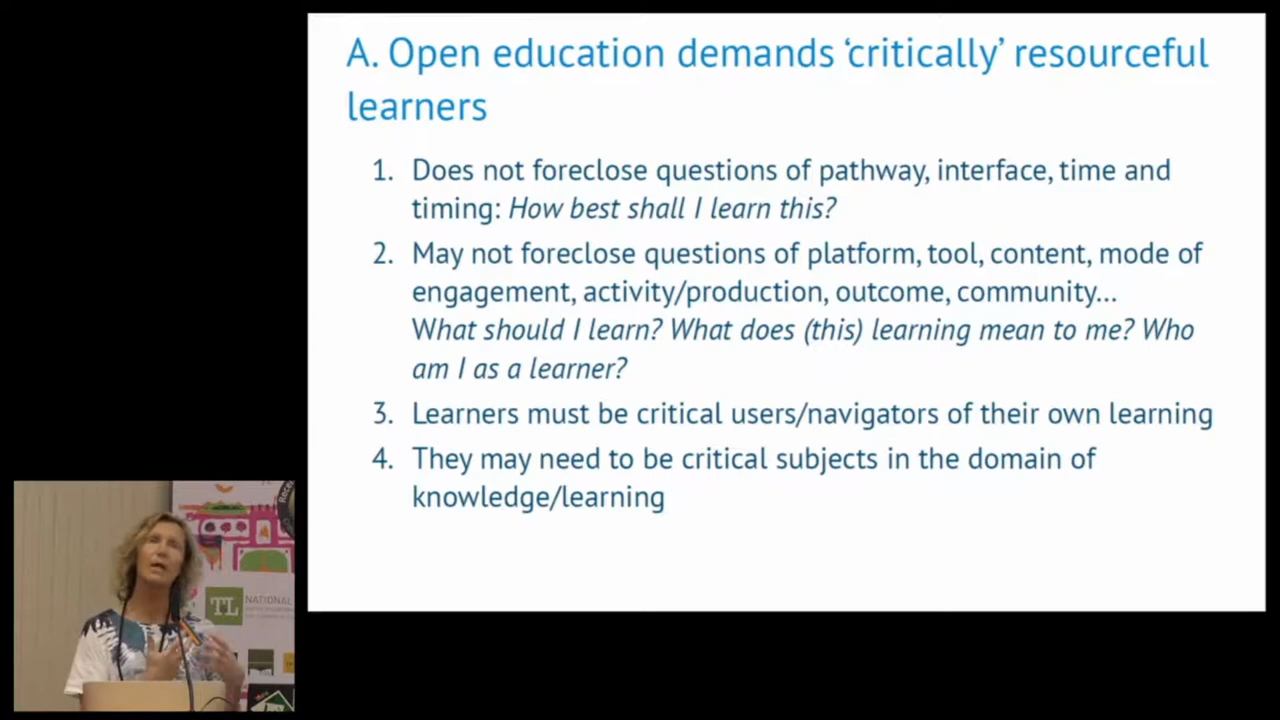 A. Open education demands ‘critically’ resourceful
learners
1. Does not foreclose questions of pathway, interface, time and
timing: How best shall I learn this?
2. May not foreclose questions of platform, tool, content, mode of
engagement, activity/production, outcome, community…
What should I learn? What does (this) learning mean to me? Who
am I as a learner?
3. Learners must be critical users/navigators of their own learning
4. They may need to be critical subjects in the domain of
knowledge/learning
TL
NATIONAL